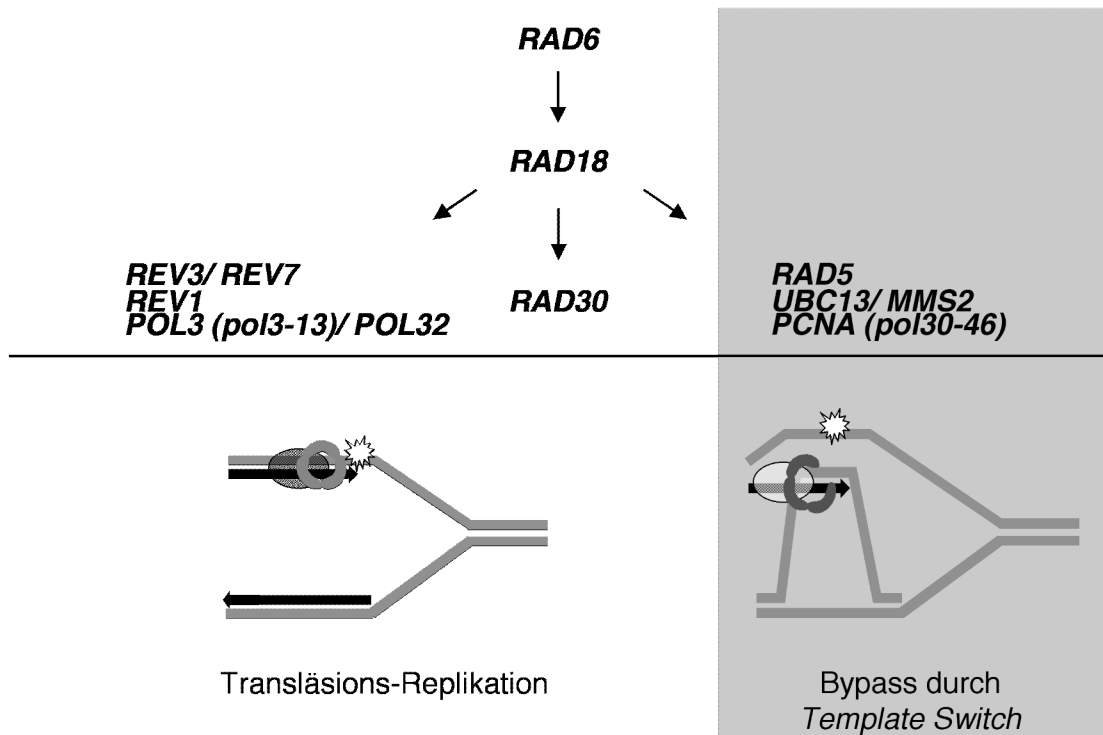 RAD6
RAD18
REV3/ REV7
REV1
POL3 (pol3-13)/ POL32
RAD30
RAD5
UBC13/ MMS2
PCNA (pol30-46)
Transläsions-Replikation
Bypass durch
Template Switch